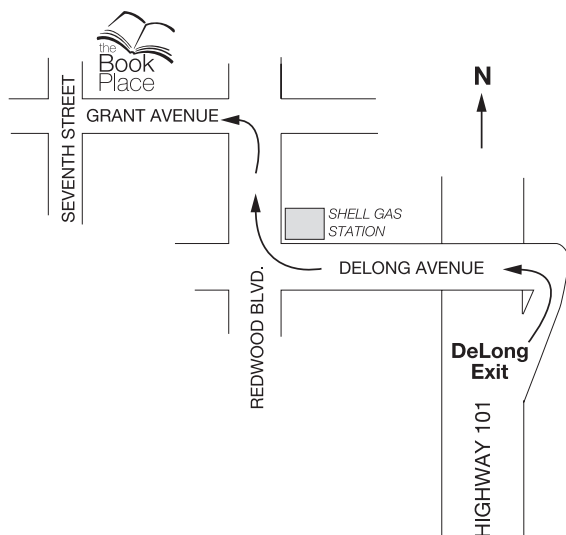 the
Book
Place
SEVENTH STREET
GRANT AVENUE
N
SHELL GAS
STATION
DELONG AVENUE
REDWOOD BLVD.
DeLong
Exit
HIGHWAY 101